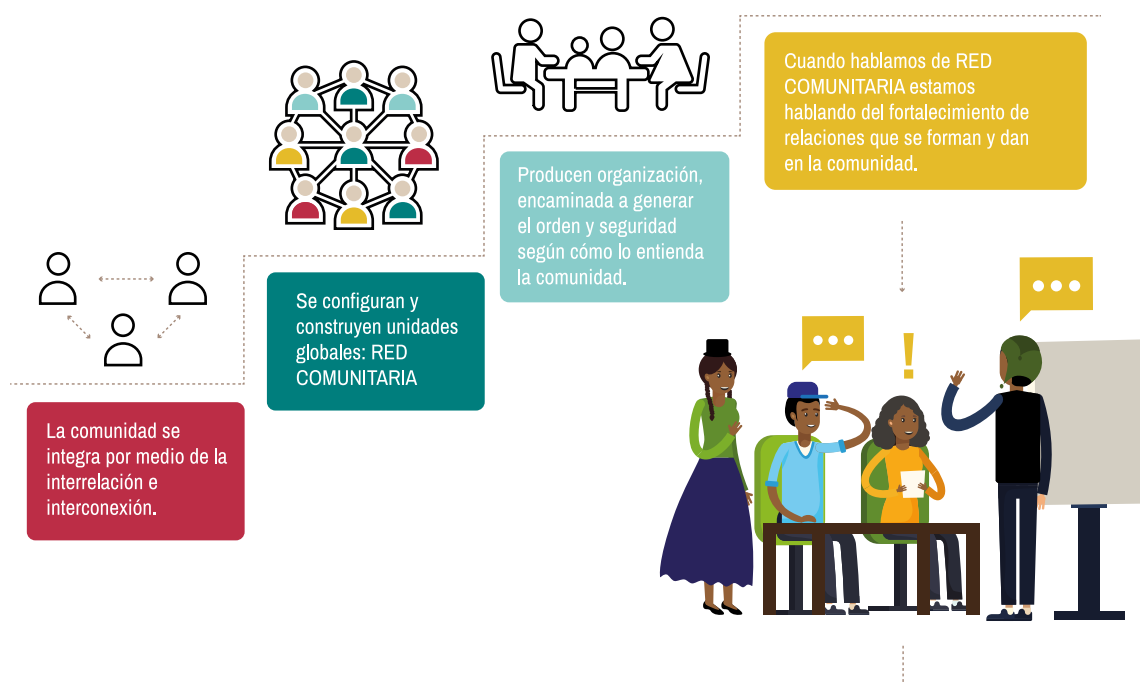 La comunidad se
integra por medio de la
interrelación e
interconexión.
Se configuran y
construyen unidades
globales: RED
COMUNITARIA
Producen organización,
encaminada a generar
el orden y seguridad
según cómo lo entienda
la comunidad.
Cuando hablamos de RED
COMUNITARIA estamos
hablando del fortalecimiento de
relaciones que se forman y dan
en la comunidad.